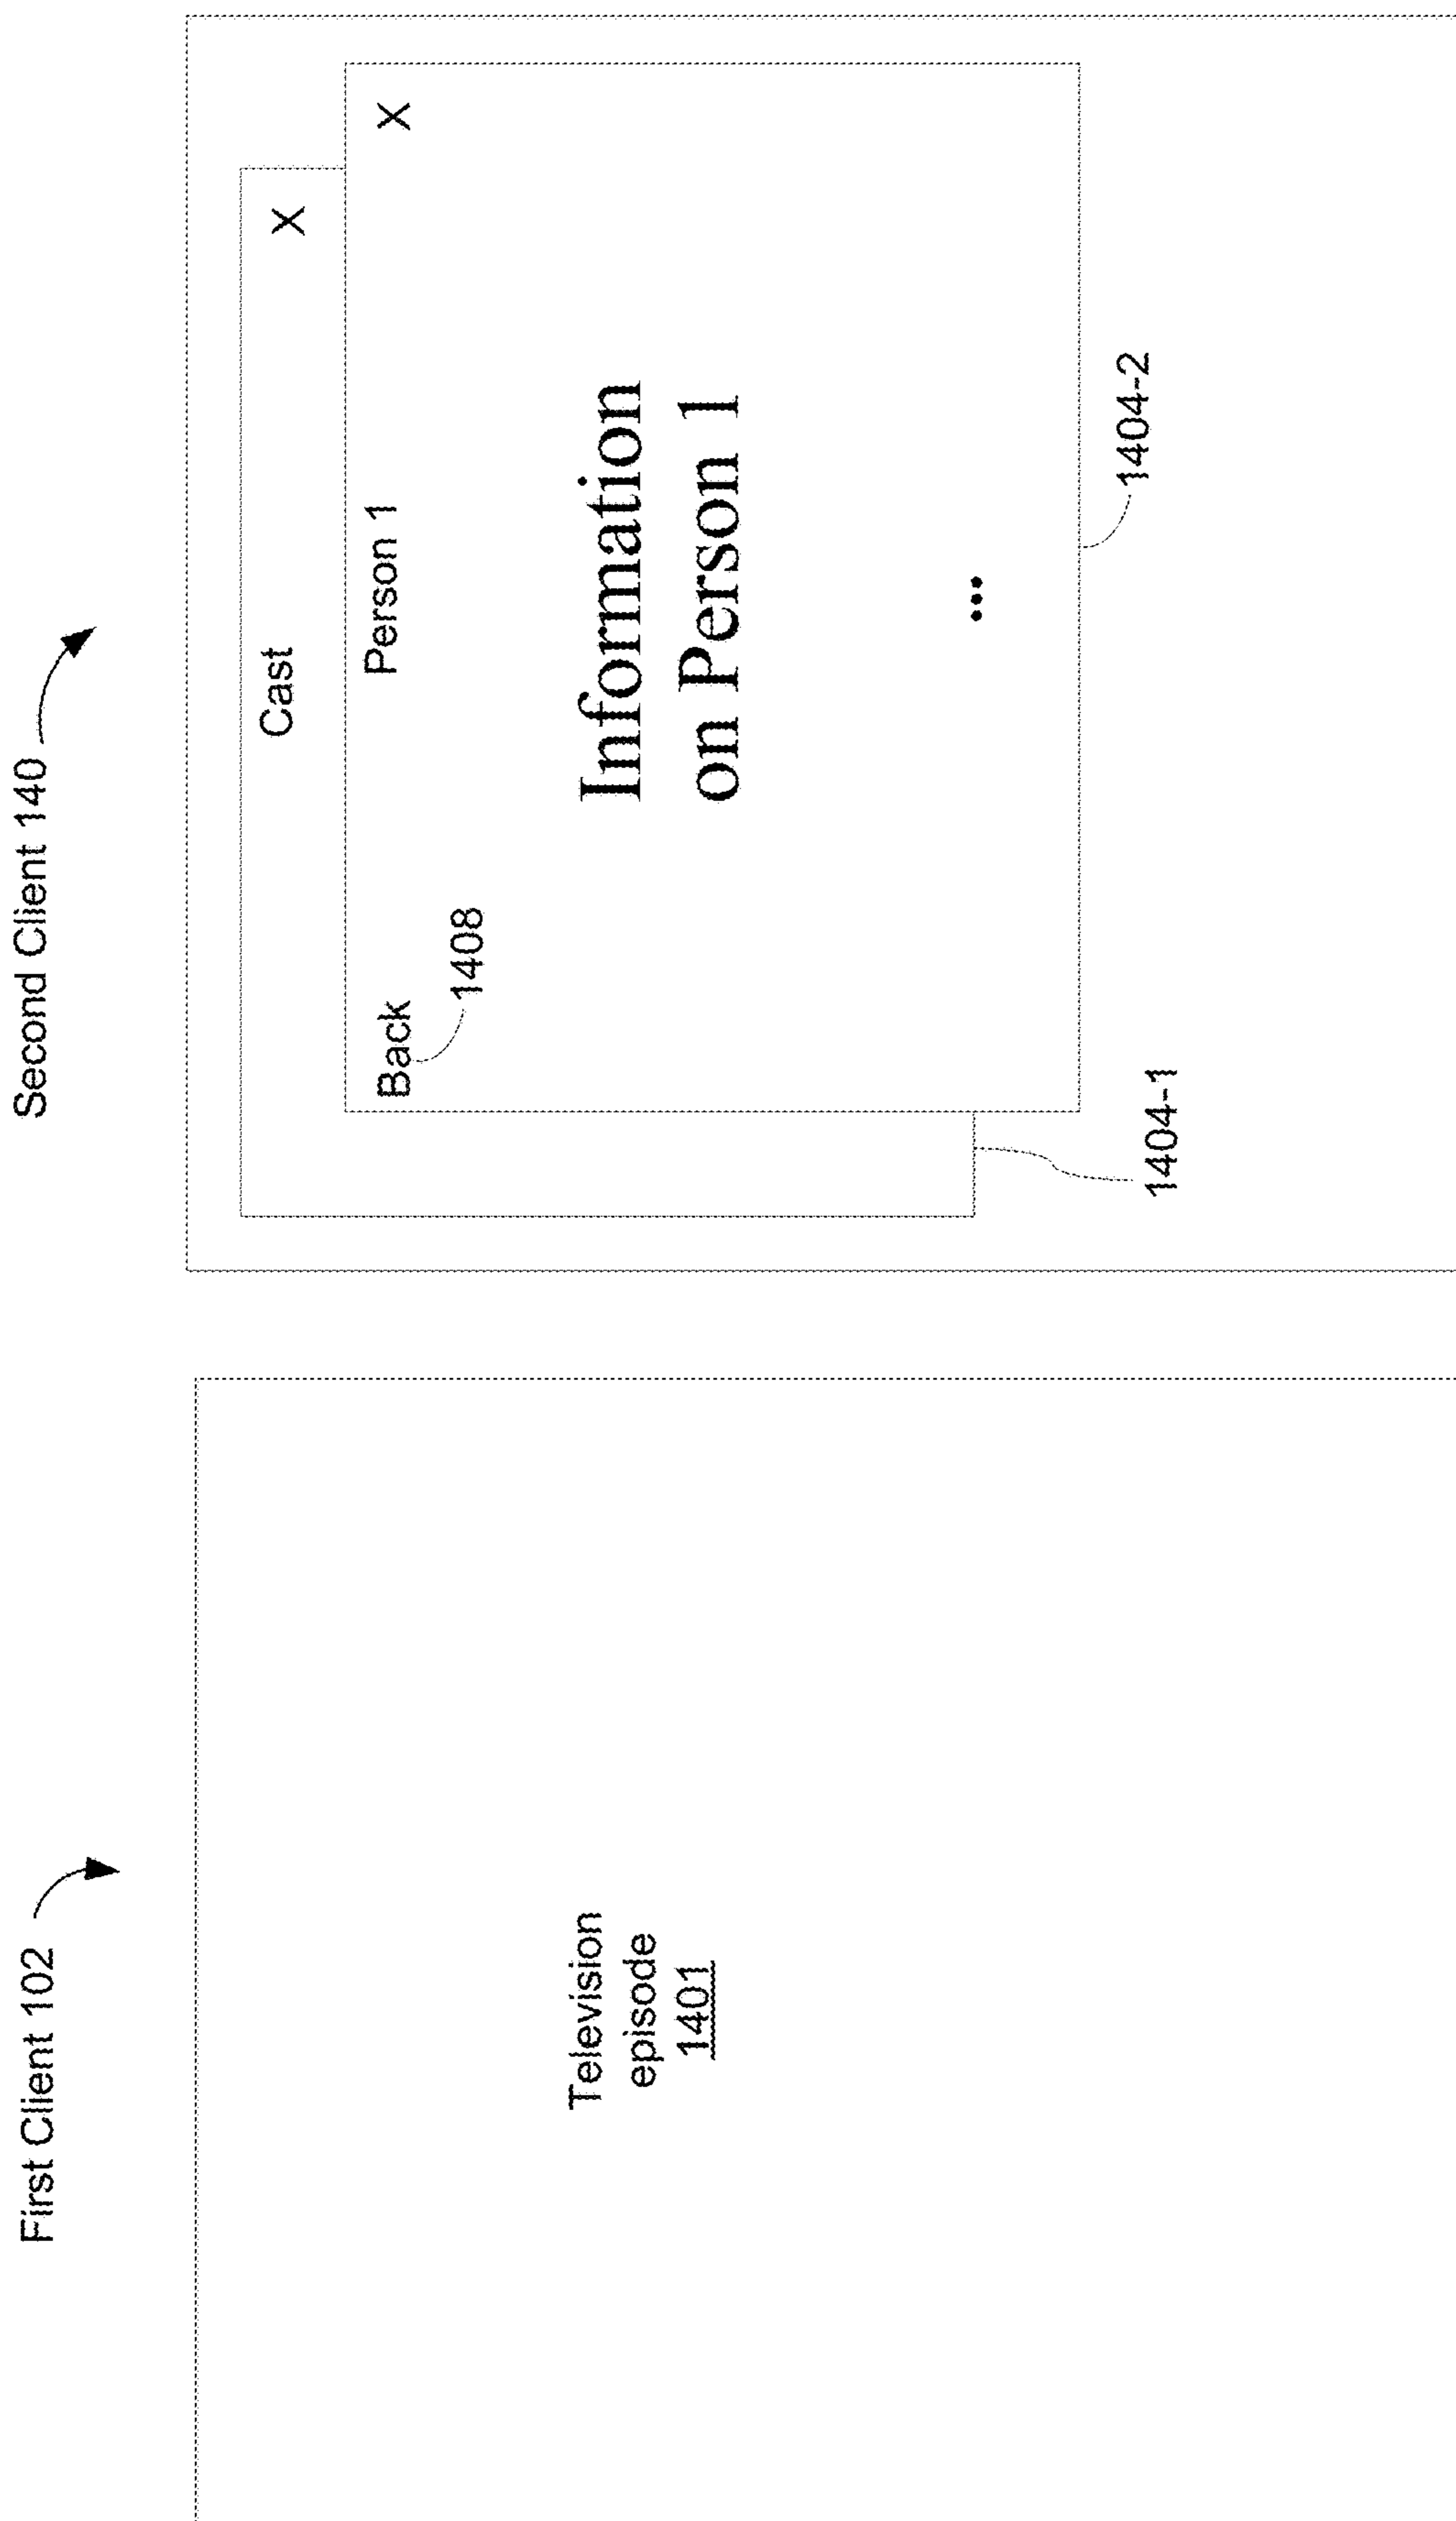 First Client 102
Television
episode
1401
Second Client 140
Cast
X
Back
Person 1
X
1408
Information
on Person 1
...
1404-2
1404-1